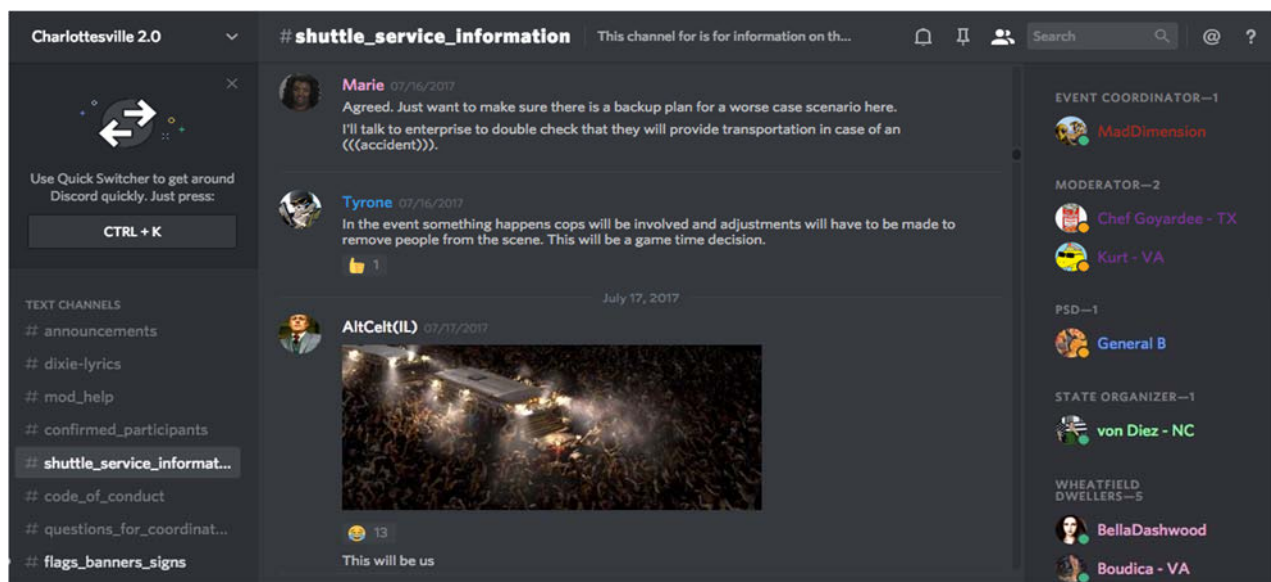 Charlottesville 2.0
Use Quick Switcher to get around
Discord quickly. Just press:
CTRL + K
TEXT CHANNELS
# announcements
# dixie-lyrics
# mod_help
# confirmed_participants
# shuttle_service_informat...
# code_of_conduct
# questions_for_coordinat...
# flags_banners_signs
#shuttle_service_information
This channel for is for information on th...
Search
@
?
Marie 07/16/2017
Agreed. Just want to make sure there is a backup plan for a worse case scenario here.
I'll talk to enterprise to double check that they will provide transportation in case of an
(((accident))).
Tyrone 07/16/2017
In the event something happens cops will be involved and adjustments will have to be made to
remove people from the scene. This will be a game time decision.
1
July 17, 2017
AltCelt(IL) 07/17/2017
13
This will be us
EVENT COORDINATOR—1
MadDimension
MODERATOR—2
Chef Goyardee - TX
Kurt - VA
PSD—1
General B
STATE ORGANIZER—1
von Diez - NC
WHEATFIELD
DWELLERS—5
BellaDashwood
Boudica - VA